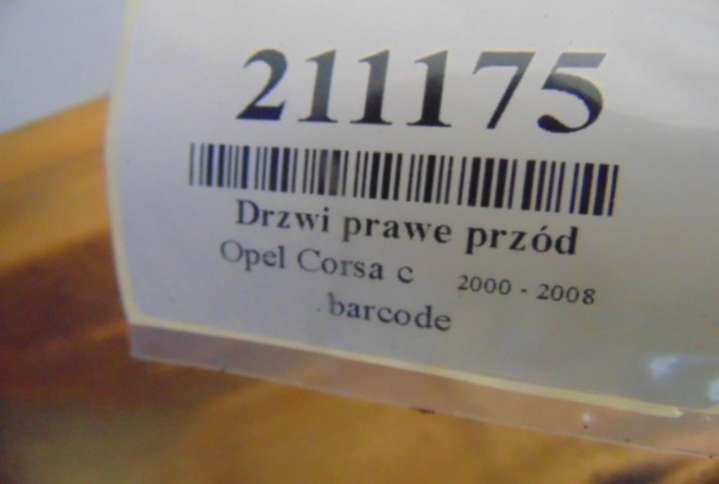 211175
Drzwi prawe przód
Opel Corsa c 2000 - 2008
barcode